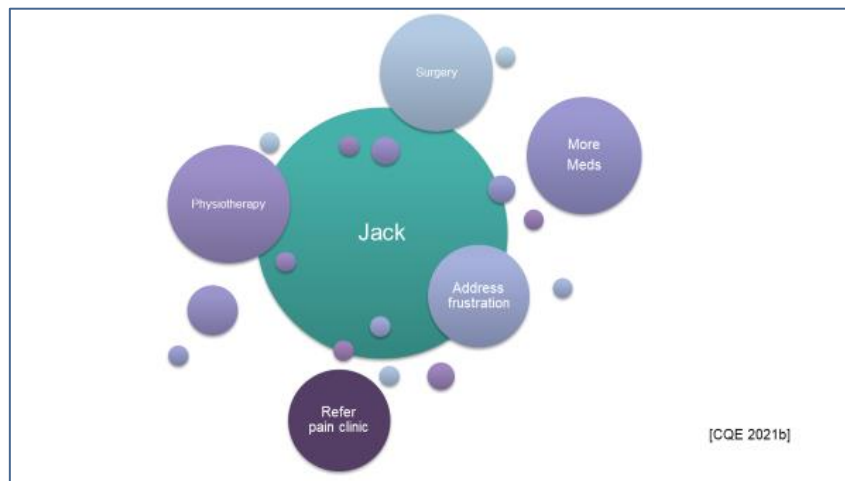 Surgery
More
Meds
Physiotherapy
Jack
Address
frustration
Refer
pain clinic
[CQE 2021b]